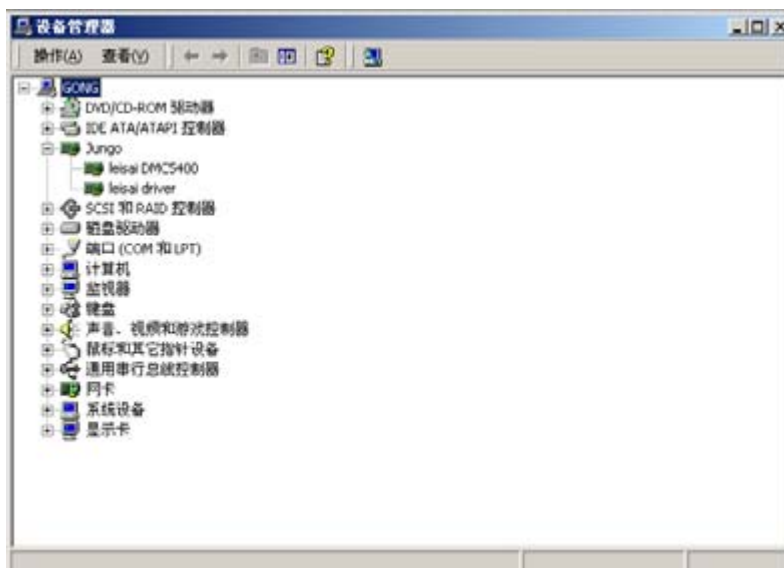 设备管理器
操作(A) 查看(V)
GONG
DVD/CD-ROM 驱动器
IDE ATA/ATAPI 控制器
Jungo
leisai DMC5400
leisai driver
SCSI 和 RAID 控制器
磁盘驱动器
端口 (COM 和 LPT)
计算机
监视器
键盘
声音、视频和游戏控制器
鼠标和其它指针设备
通用串行总线控制器
网卡
系统设备
显示卡